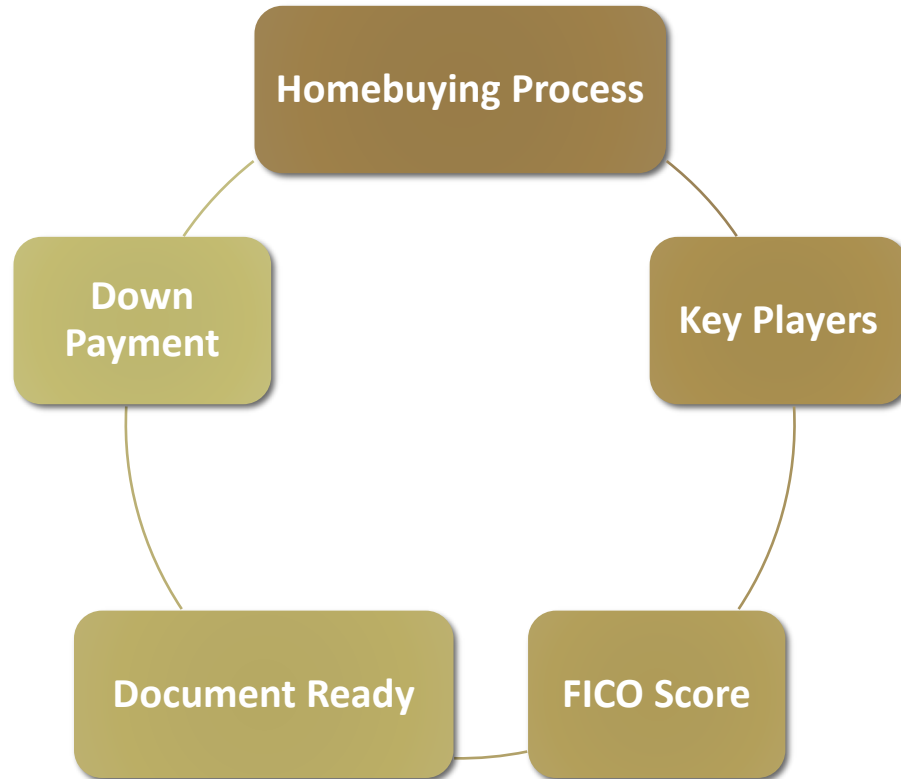 Homebuying Process
Key Players
FICO Score
Document Ready
Down
Payment